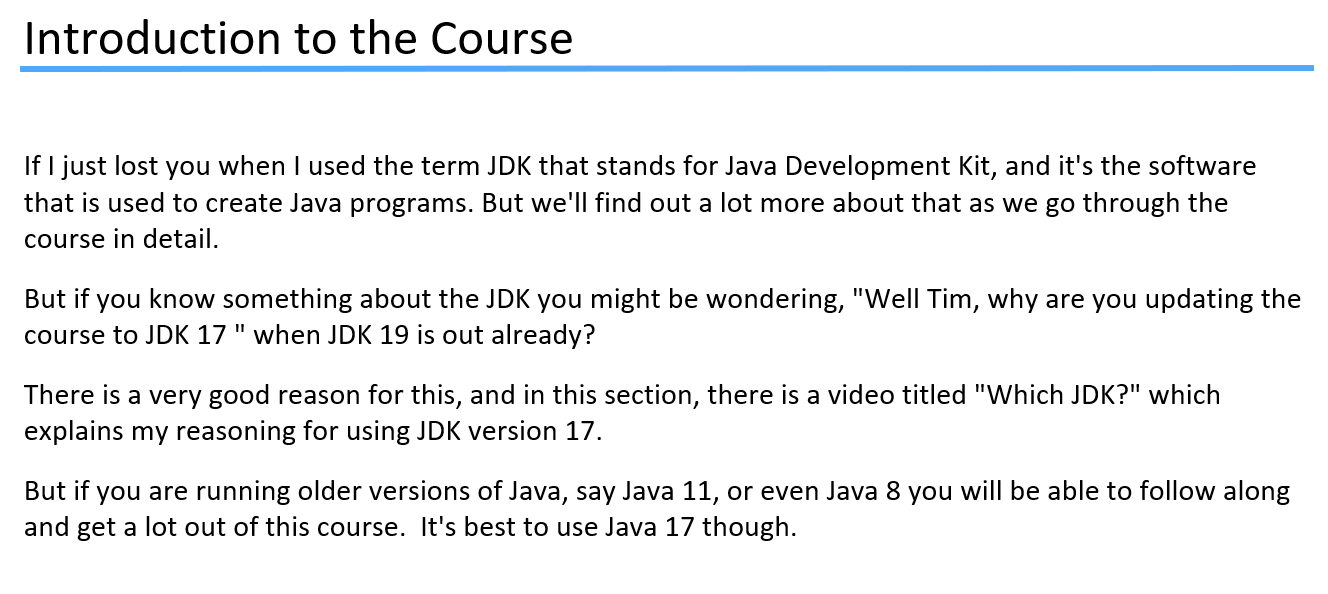 Introduction to the Course
If I just lost you when I used the term JDK that stands for Java Development Kit, and it's the software
that is used to create Java programs. But we'll find out a lot more about that as we go through the
course in detail.
But if you know something about the JDK you might be wondering, "Well Tim, why are you updating the
course to JDK 17 " when JDK 19 is out already?
There is a very good reason for this, and in this section, there is a video titled "Which JDK?" which
explains my reasoning for using JDK version 17.
But if you are running older versions of Java, say Java 11, or even Java 8 you will be able to follow along
and get a lot out of this course.  It's best to use Java 17 though.